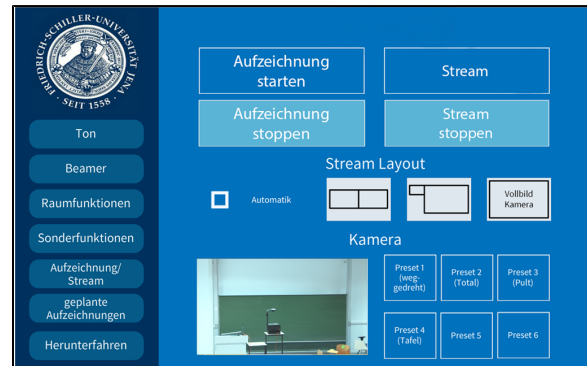 FRIEDRICH-SCHILLER-UNIVERSITÄT JENA
SEIT 1558
Ton
Beamer
Raumfunktionen
Sonderfunktionen
Aufzeichnung/
Stream
geplante
Aufzeichnungen
Herunterfahren
Aufzeichnung
starten
Stream
Aufzeichnung
stoppen
Stream
stoppen
Stream Layout
Automatik
Vollbild
Kamera
Kamera
Preset 1
(weg-
gedreht)
Preset 2
(Total)
Preset 3
(Pult)
Preset 4
(Tafel)
Preset 5
Preset 6